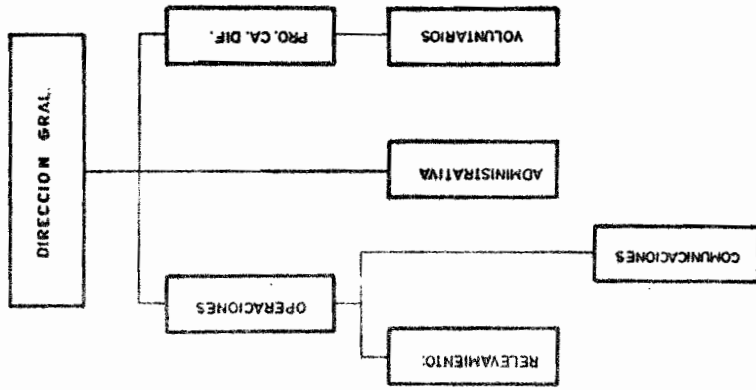 DIRECCION GRAL.
PRO. CA. DIF.
VOLUNTARIOS
ADMINISTRATIVA
OPERACIONES
COMUNICACIONES
RELEVAMIENTO: